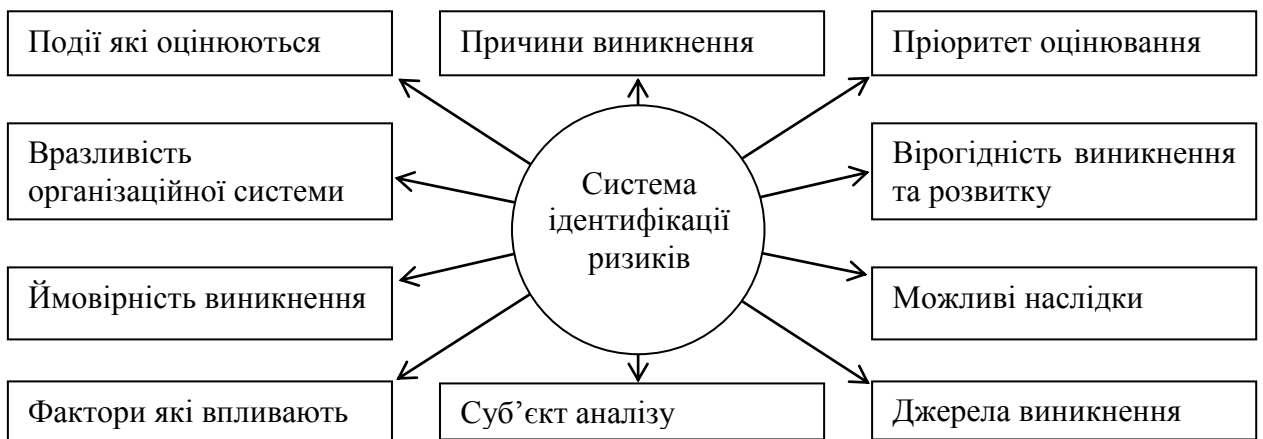 Події які оцінюються
Причини виникнення
Пріоритет оцінювання
Вразливість
організаційної системи
Система
ідентифікації
ризиків
Вірогідність виникнення
та розвитку
Ймовірність виникнення
Можливі наслідки
Фактори які впливають
Суб’єкт аналізу
Джерела виникнення